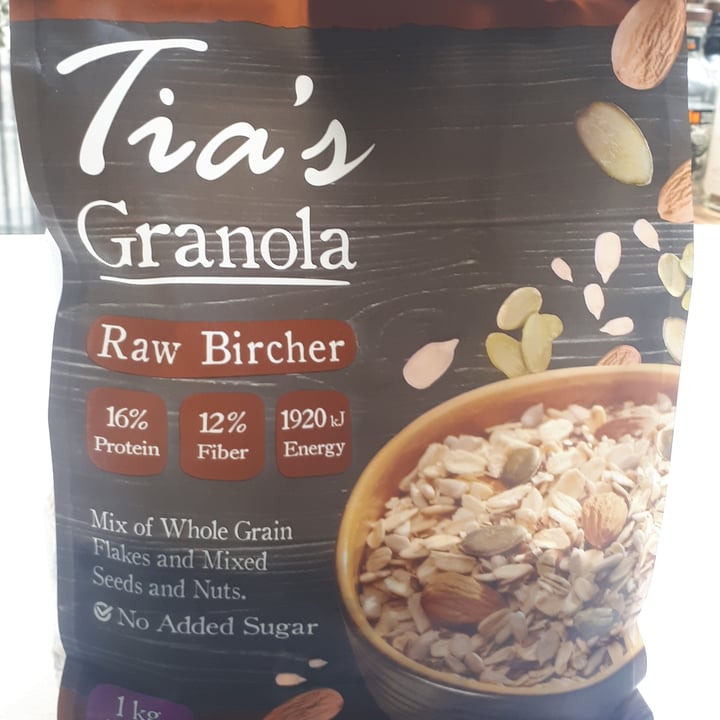 Tia's
Granola
Raw Bircher
16%
Protein
12%
Fiber
1920 kJ
Energy
Mix of Whole Grain
Flakes and Mixed
Seeds and Nuts.
No Added Sugar
1 kg